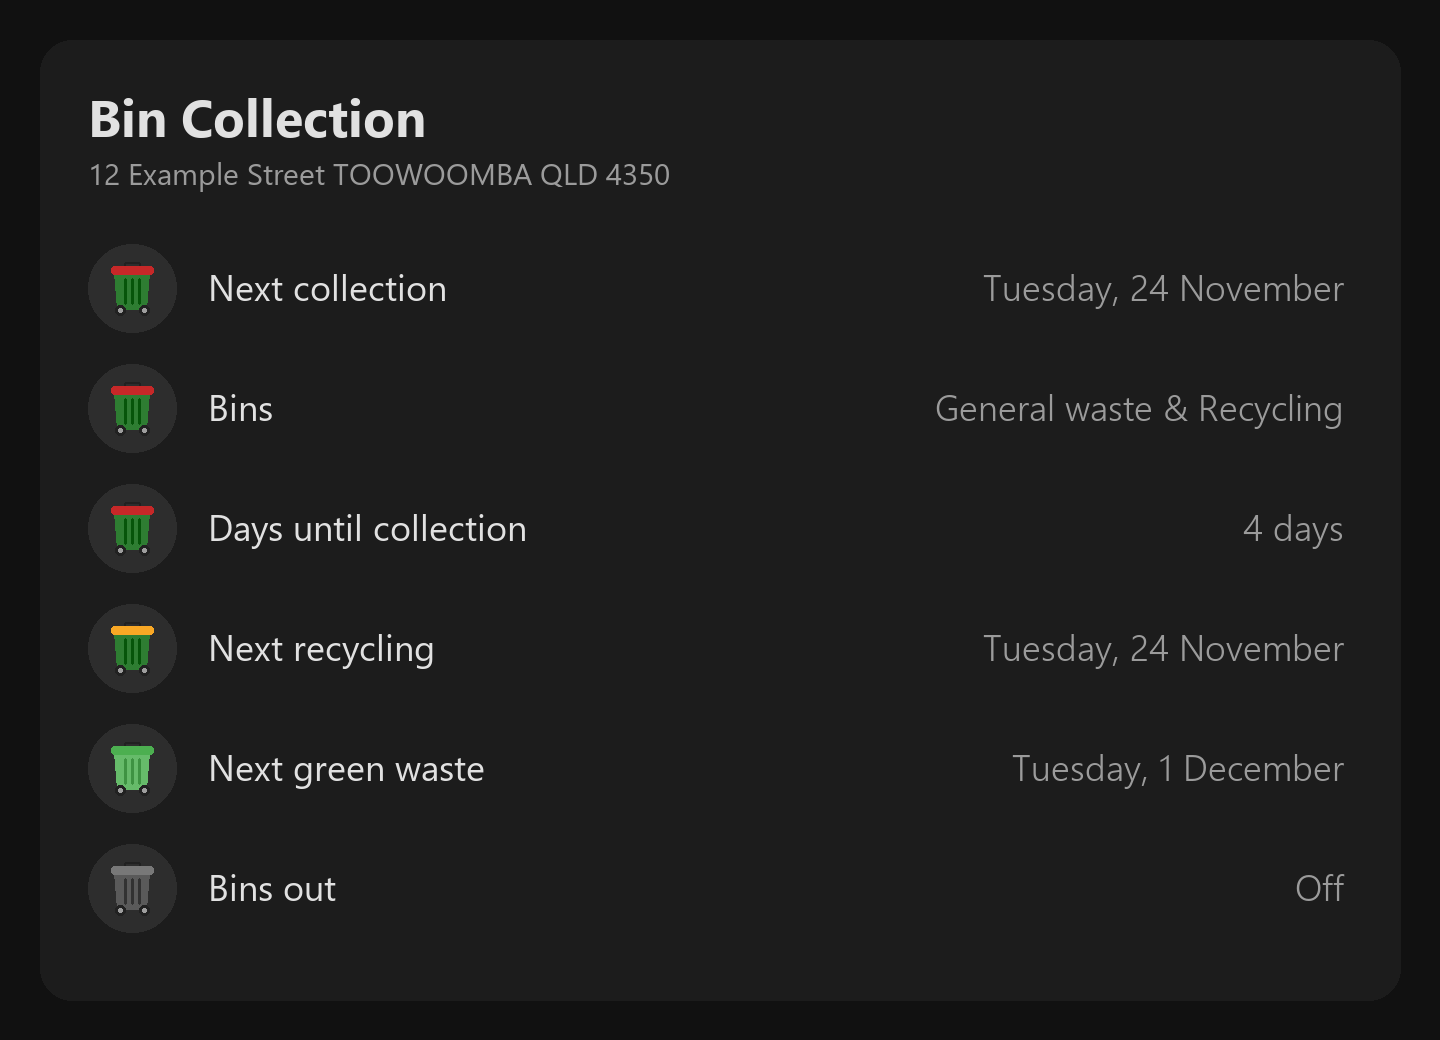 Bin Collection
12 Example Street TOOWOOMBA QLD 4350
Next collection Tuesday, 24 November
Bins General waste & Recycling
Days until collection 4 days
Next recycling Tuesday, 24 November
Next green waste Tuesday, 1 December
Bins out Off